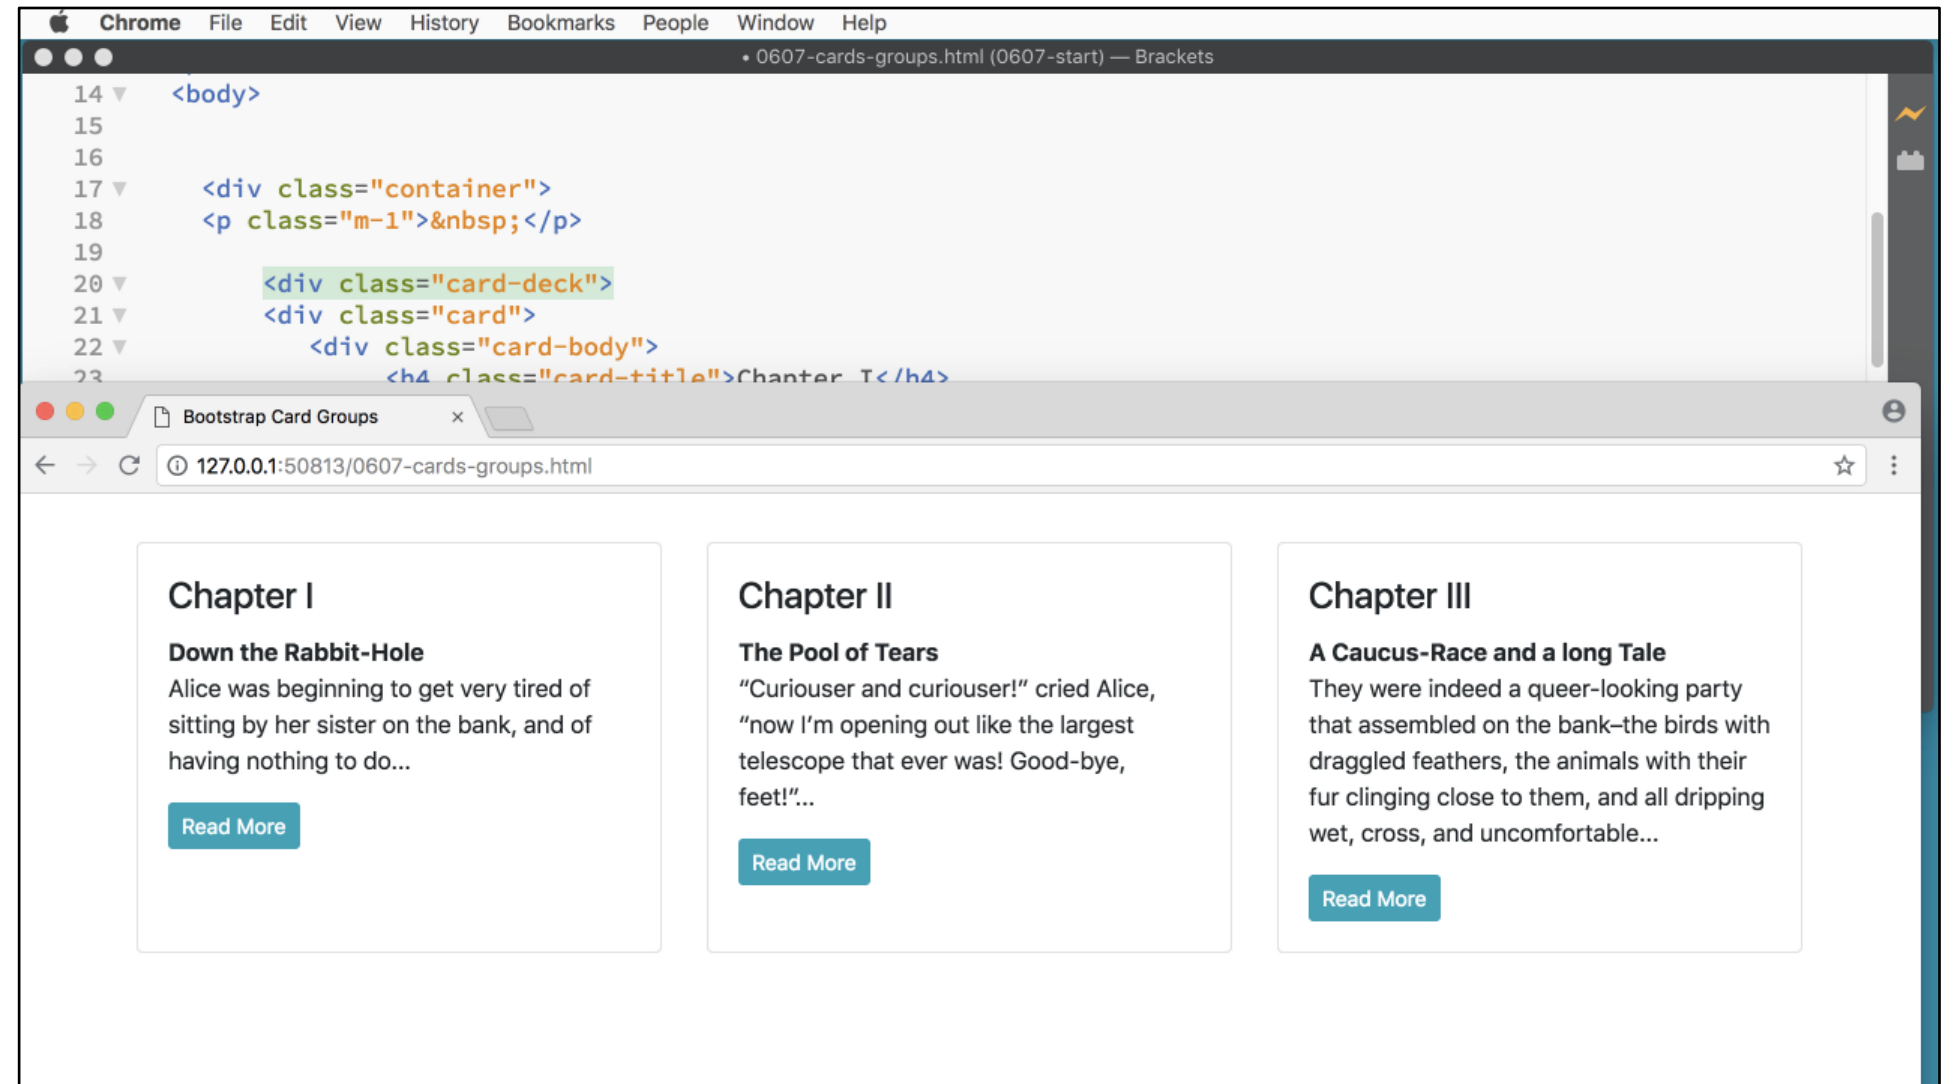 Chrome File Edit View History Bookmarks People Window Help
• 0607-cards-groups.html (0607-start) — Brackets
14 <body>
15
16
17 <div class="container">
18 <p class="m-1">&nbsp;</p>
19
20 <div class="card-deck">
21 <div class="card">
22 <div class="card-body">
23 <h4 class="card-title">Chapter I</h4>
Bootstrap Card Groups ×
127.0.0.1:50813/0607-cards-groups.html
Chapter I
Down the Rabbit-Hole
Alice was beginning to get very tired of
sitting by her sister on the bank, and of
having nothing to do...
Read More
Chapter II
The Pool of Tears
“Curiouser and curiouser!” cried Alice,
“now I’m opening out like the largest
telescope that ever was! Good-bye,
feet!”...
Read More
Chapter III
A Caucus-Race and a long Tale
They were indeed a queer-looking party
that assembled on the bank–the birds with
draggled feathers, the animals with their
fur clinging close to them, and all dripping
wet, cross, and uncomfortable...
Read More